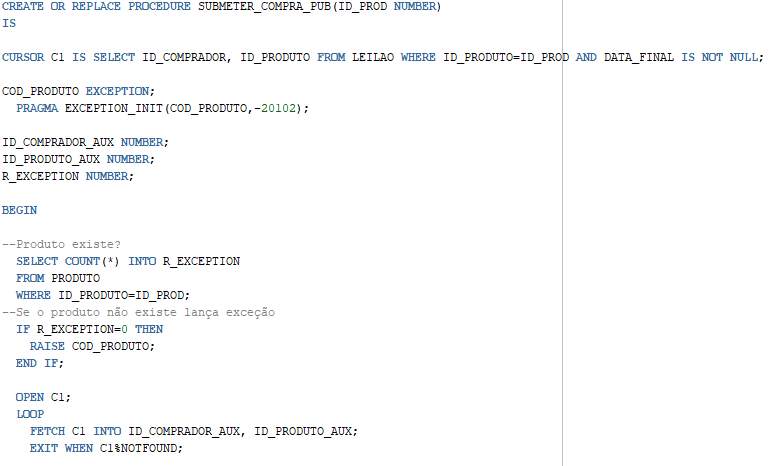 CREATE OR REPLACE PROCEDURE SUBMETER_COMPRA_PUB(ID_PROD NUMBER)
IS
CURSOR C1 IS SELECT ID_COMPRADOR, ID_PRODUTO FROM LEILAO WHERE ID_PRODUTO=ID_PROD AND DATA_FINAL IS NOT NULL;
COD_PRODUTO EXCEPTION;
PRAGMA EXCEPTION_INIT(COD_PRODUTO,-20102);
ID_COMPRADOR_AUX NUMBER;
ID_PRODUTO_AUX NUMBER;
R_EXCEPTION NUMBER;
BEGIN
--Produto existe?
SELECT COUNT(*) INTO R_EXCEPTION
FROM PRODUTO
WHERE ID_PRODUTO=ID_PROD;
--Se o produto não existe lança exceção
IF R_EXCEPTION=0 THEN
RAISE COD_PRODUTO;
END IF;
OPEN C1;
LOOP
FETCH C1 INTO ID_COMPRADOR_AUX, ID_PRODUTO_AUX;
EXIT WHEN C1%NOTFOUND;